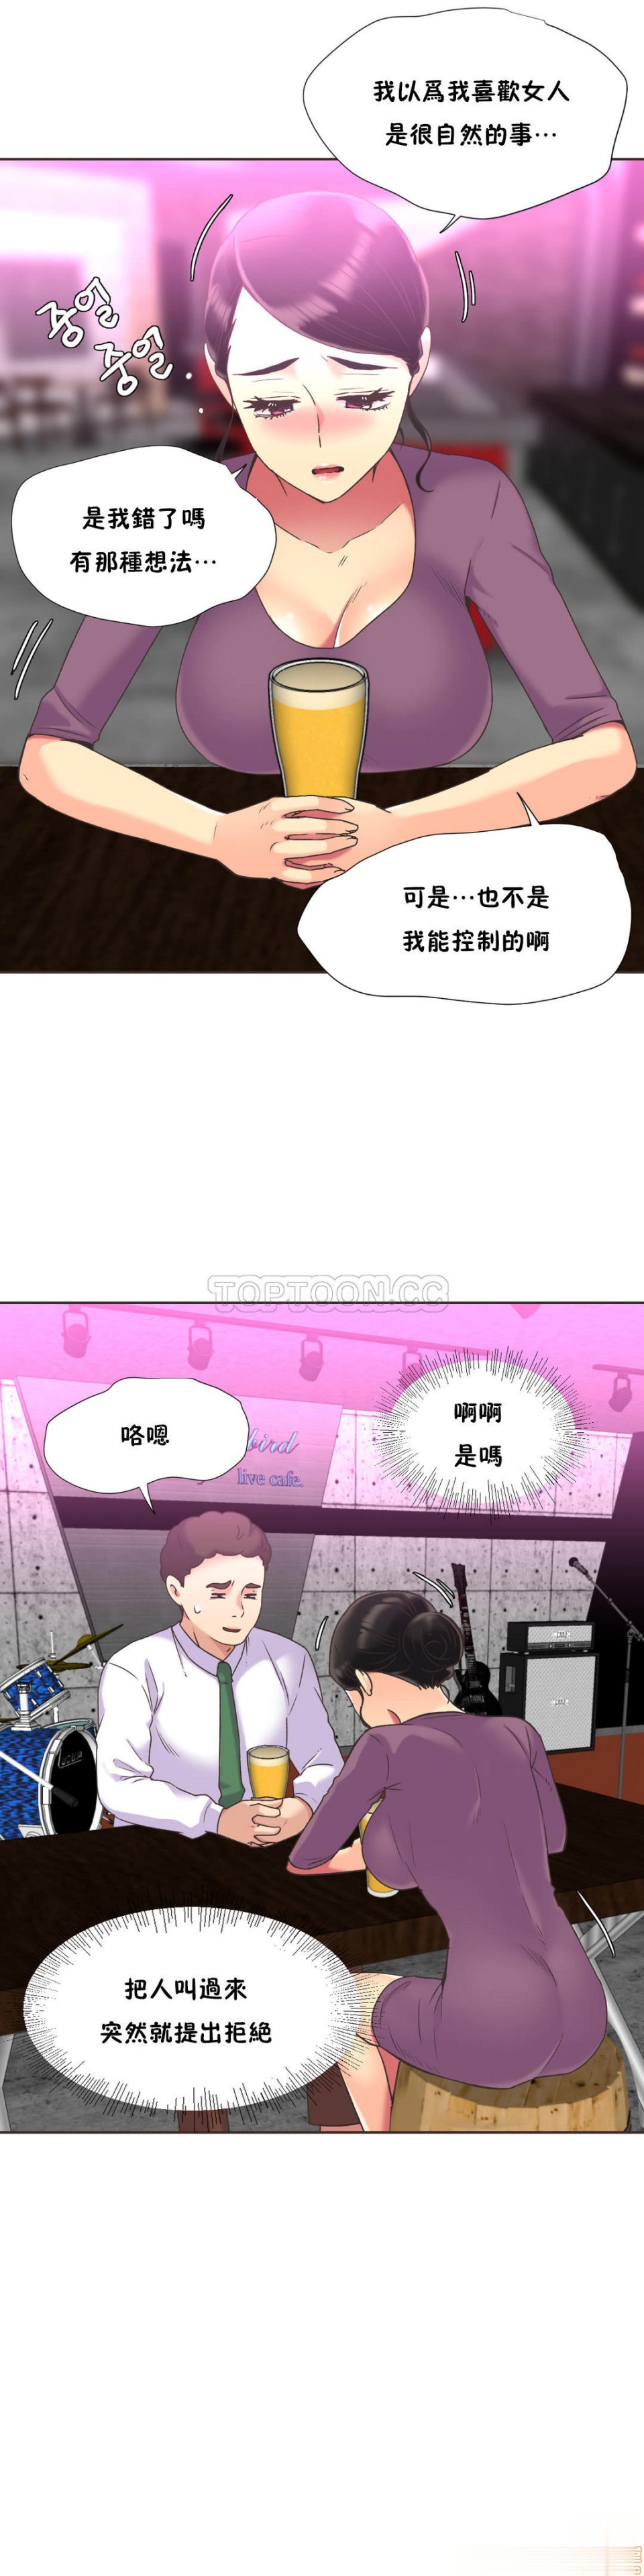 我以爲我喜歡女人
是很自然的事⋯
중얼
중얼
是我錯了嗎
有那種想法⋯
可是⋯也不是
我能控制的啊
TOPTOON.CC
咯嗯
啊啊
是嗎
bird
live cafe.
把人叫過來
突然就提出拒絕